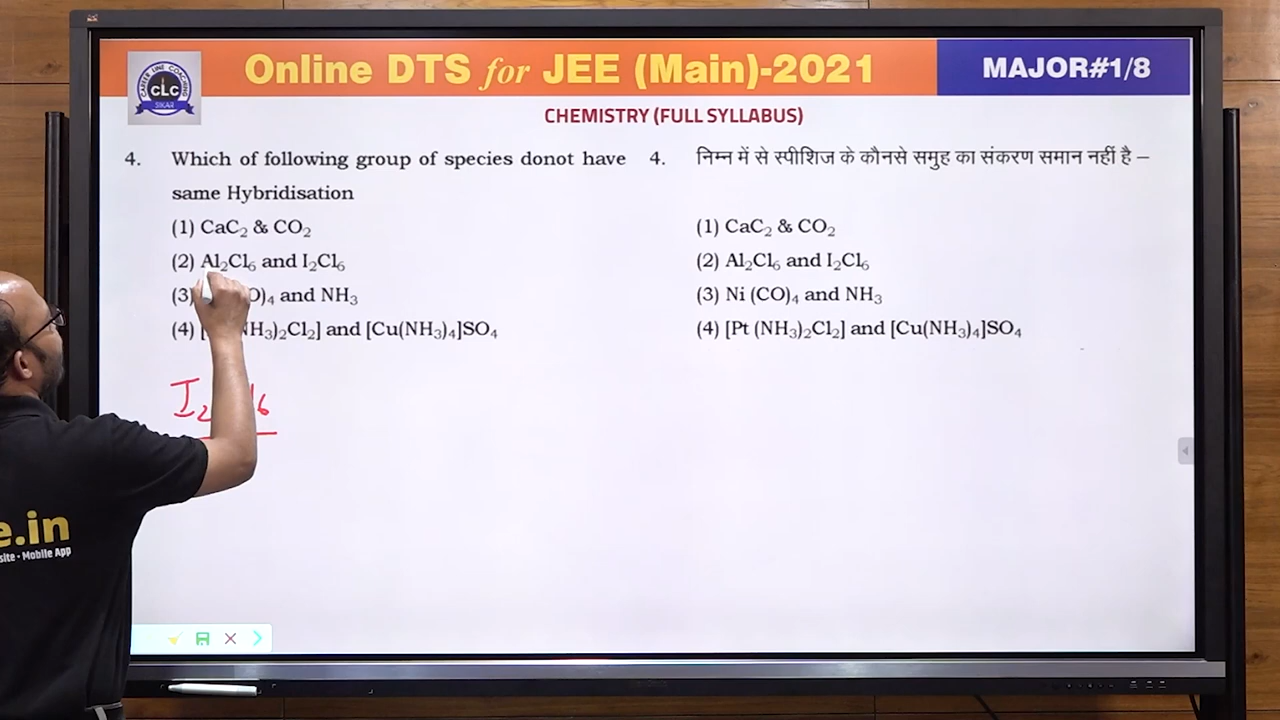 Online DTS for JEE (Main)-2021
MAJOR#1/8
CAREER LINE COACHING
CLC
SIKAR
CHEMISTRY (FULL SYLLABUS)
4. Which of following group of species donot have
same Hybridisation
(1) CaC₂ & CO₂
(2) Al₂Cl₆ and I₂Cl₆
(3) O)₄ and NH₃
(4) [ NH₃)₂Cl₂] and [Cu(NH₃)₄]SO₄
4. निम्न में से स्पीशिज के कौनसे समुह का संकरण समान नहीं है –
(1) CaC₂ & CO₂
(2) Al₂Cl₆ and I₂Cl₆
(3) Ni (CO)₄ and NH₃
(4) [Pt (NH₃)₂Cl₂] and [Cu(NH₃)₄]SO₄
I₂ 6
e.in
site • Mobile App